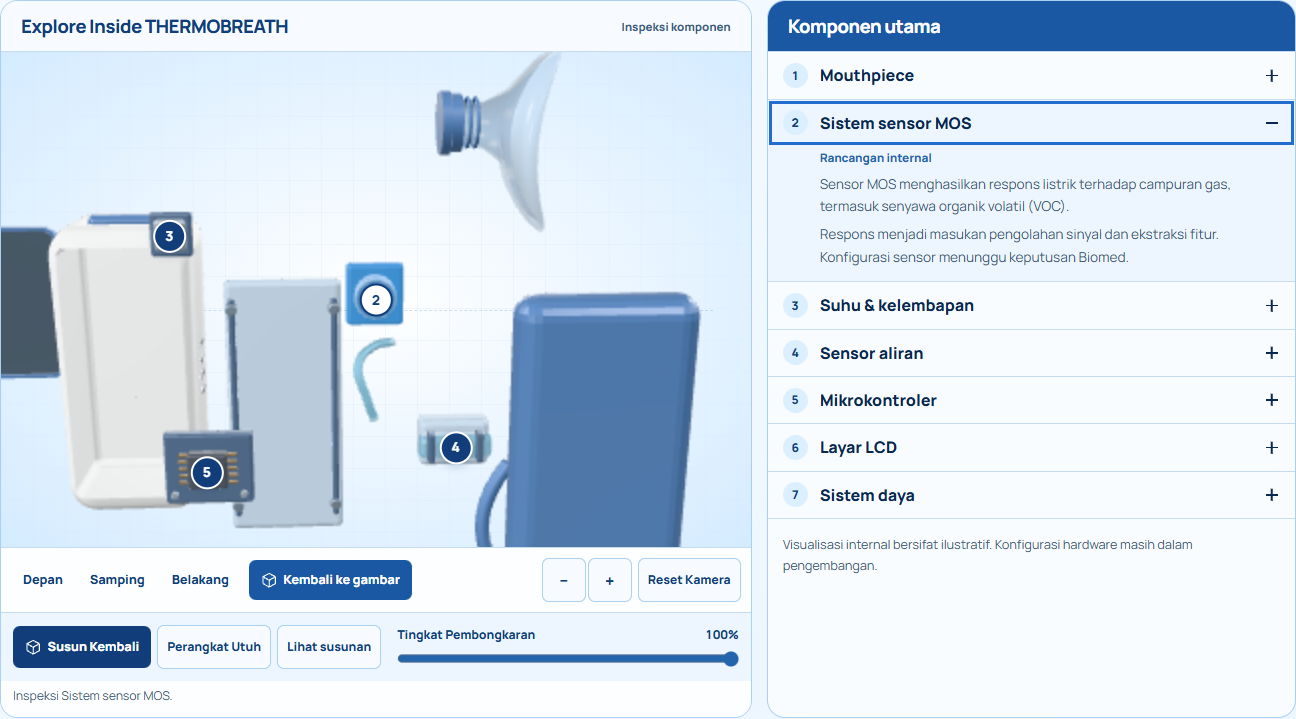 Explore Inside THERMOBREATH
Inspeksi komponen
3
2
4
5
Depan
Samping
Belakang
Kembali ke gambar
−
+
Reset Kamera
Susun Kembali
Perangkat Utuh
Lihat susunan
Tingkat Pembongkaran
100%
Inspeksi Sistem sensor MOS.
Komponen utama
1 Mouthpiece +
2 Sistem sensor MOS −
Rancangan internal
Sensor MOS menghasilkan respons listrik terhadap campuran gas,
termasuk senyawa organik volatil (VOC).
Respons menjadi masukan pengolahan sinyal dan ekstraksi fitur.
Konfigurasi sensor menunggu keputusan Biomed.
3 Suhu & kelembapan +
4 Sensor aliran +
5 Mikrokontroler +
6 Layar LCD +
7 Sistem daya +
Visualisasi internal bersifat ilustratif. Konfigurasi hardware masih dalam
pengembangan.